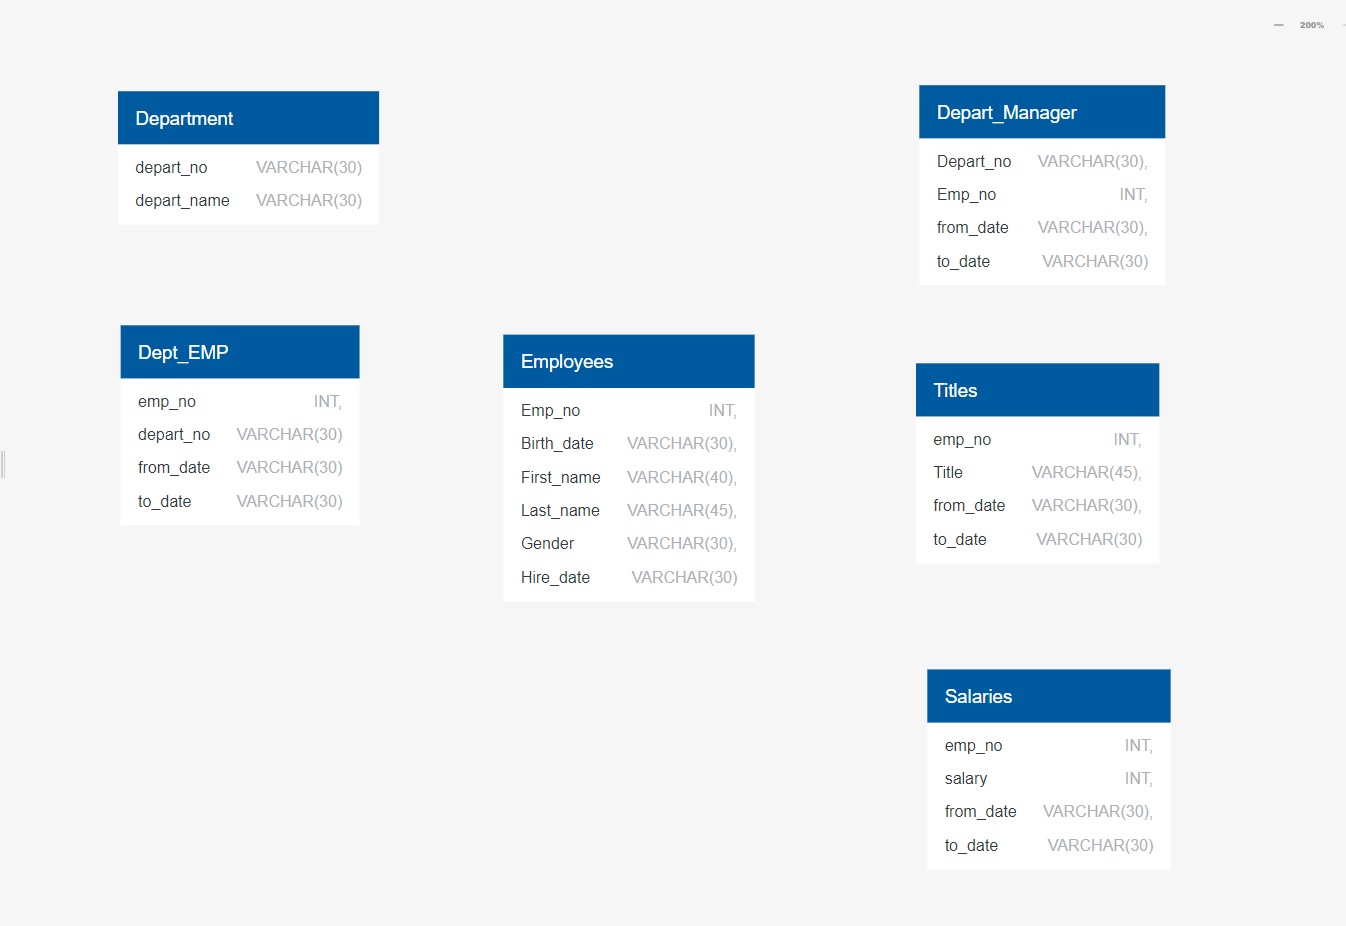 200%
Department
depart_no VARCHAR(30)
depart_name VARCHAR(30)
Depart_Manager
Depart_no VARCHAR(30),
Emp_no INT,
from_date VARCHAR(30),
to_date VARCHAR(30)
Dept_EMP
emp_no INT,
depart_no VARCHAR(30)
from_date VARCHAR(30)
to_date VARCHAR(30)
Employees
Emp_no INT,
Birth_date VARCHAR(30),
First_name VARCHAR(40),
Last_name VARCHAR(45),
Gender VARCHAR(30),
Hire_date VARCHAR(30)
Titles
emp_no INT,
Title VARCHAR(45),
from_date VARCHAR(30),
to_date VARCHAR(30)
Salaries
emp_no INT,
salary INT,
from_date VARCHAR(30),
to_date VARCHAR(30)